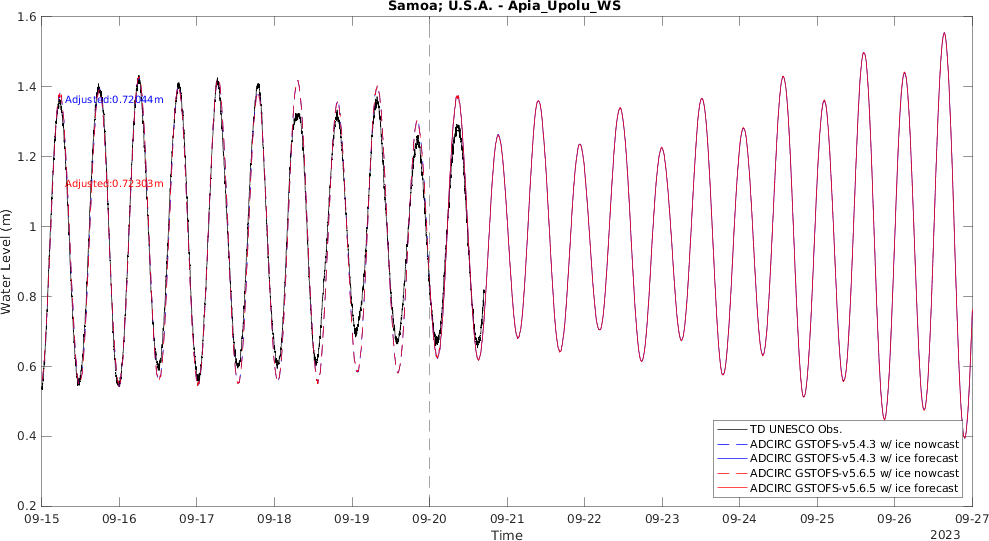 Samoa; U.S.A. - Apia_Upolu_WS
1.6
1.4
1.2
1
0.8
0.6
0.4
0.2
Water Level (m)
Adjusted:0.72044m
Adjusted:0.72303m
TD UNESCO Obs.
ADCIRC GSTOFS-v5.4.3 w/ ice nowcast
ADCIRC GSTOFS-v5.4.3 w/ ice forecast
ADCIRC GSTOFS-v5.6.5 w/ ice nowcast
ADCIRC GSTOFS-v5.6.5 w/ ice forecast
09-15 09-16 09-17 09-18 09-19 09-20 09-21 09-22 09-23 09-24 09-25 09-26 09-27
Time
2023